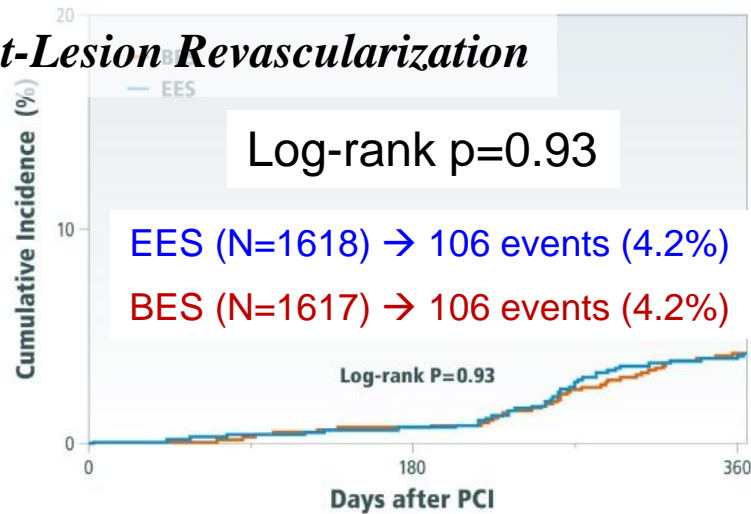 20
t-Lesion Revascularization
EES
Log-rank p=0.93
10
EES (N=1618) → 106 events (4.2%)
BES (N=1617) → 106 events (4.2%)
Log-rank P=0.93
0
0 180 360
Days after PCI
Cumulative Incidence (%)